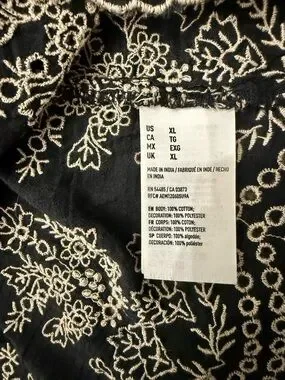 US XL
CA TG
MX EXG
UK XL
MADE IN INDIA / FABRIQUÉ EN INDE / HECHO
EN INDIA
RN 54485 / CA 03873
RFC# AEMT2060509A
EN BODY: 100% COTTON;
DECORATION: 100% POLYESTER
FR CORPS: 100% COTON;
DÉCORATION: 100% POLYESTER
SP CUERPO: 100% algodón;
DECORACIÓN: 100% poliéster